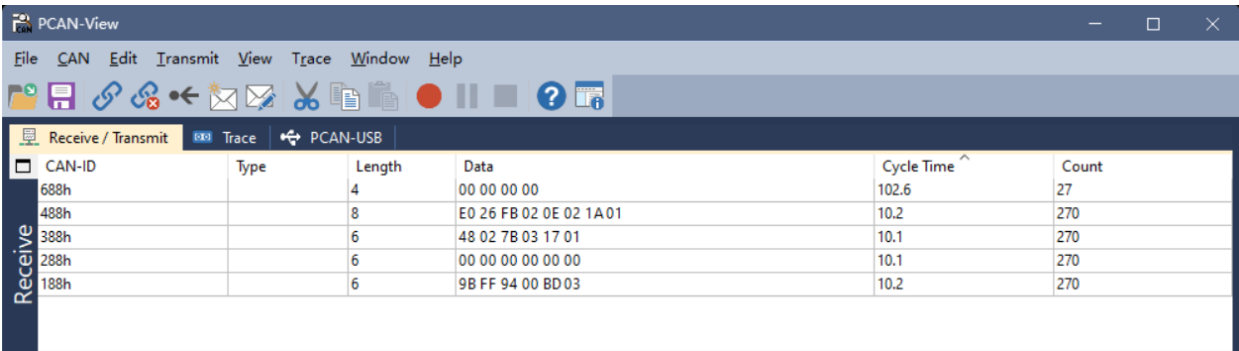 PCAN-View
File CAN Edit Transmit View Trace Window Help
Receive / Transmit Trace PCAN-USB
CAN-ID Type Length Data Cycle Time Count
688h 4 00 00 00 00 102.6 27
488h 8 E0 26 FB 02 0E 02 1A 01 10.2 270
388h 6 48 02 7B 03 17 01 10.1 270
288h 6 00 00 00 00 00 00 10.1 270
188h 6 9B FF 94 00 BD 03 10.2 270
Receive